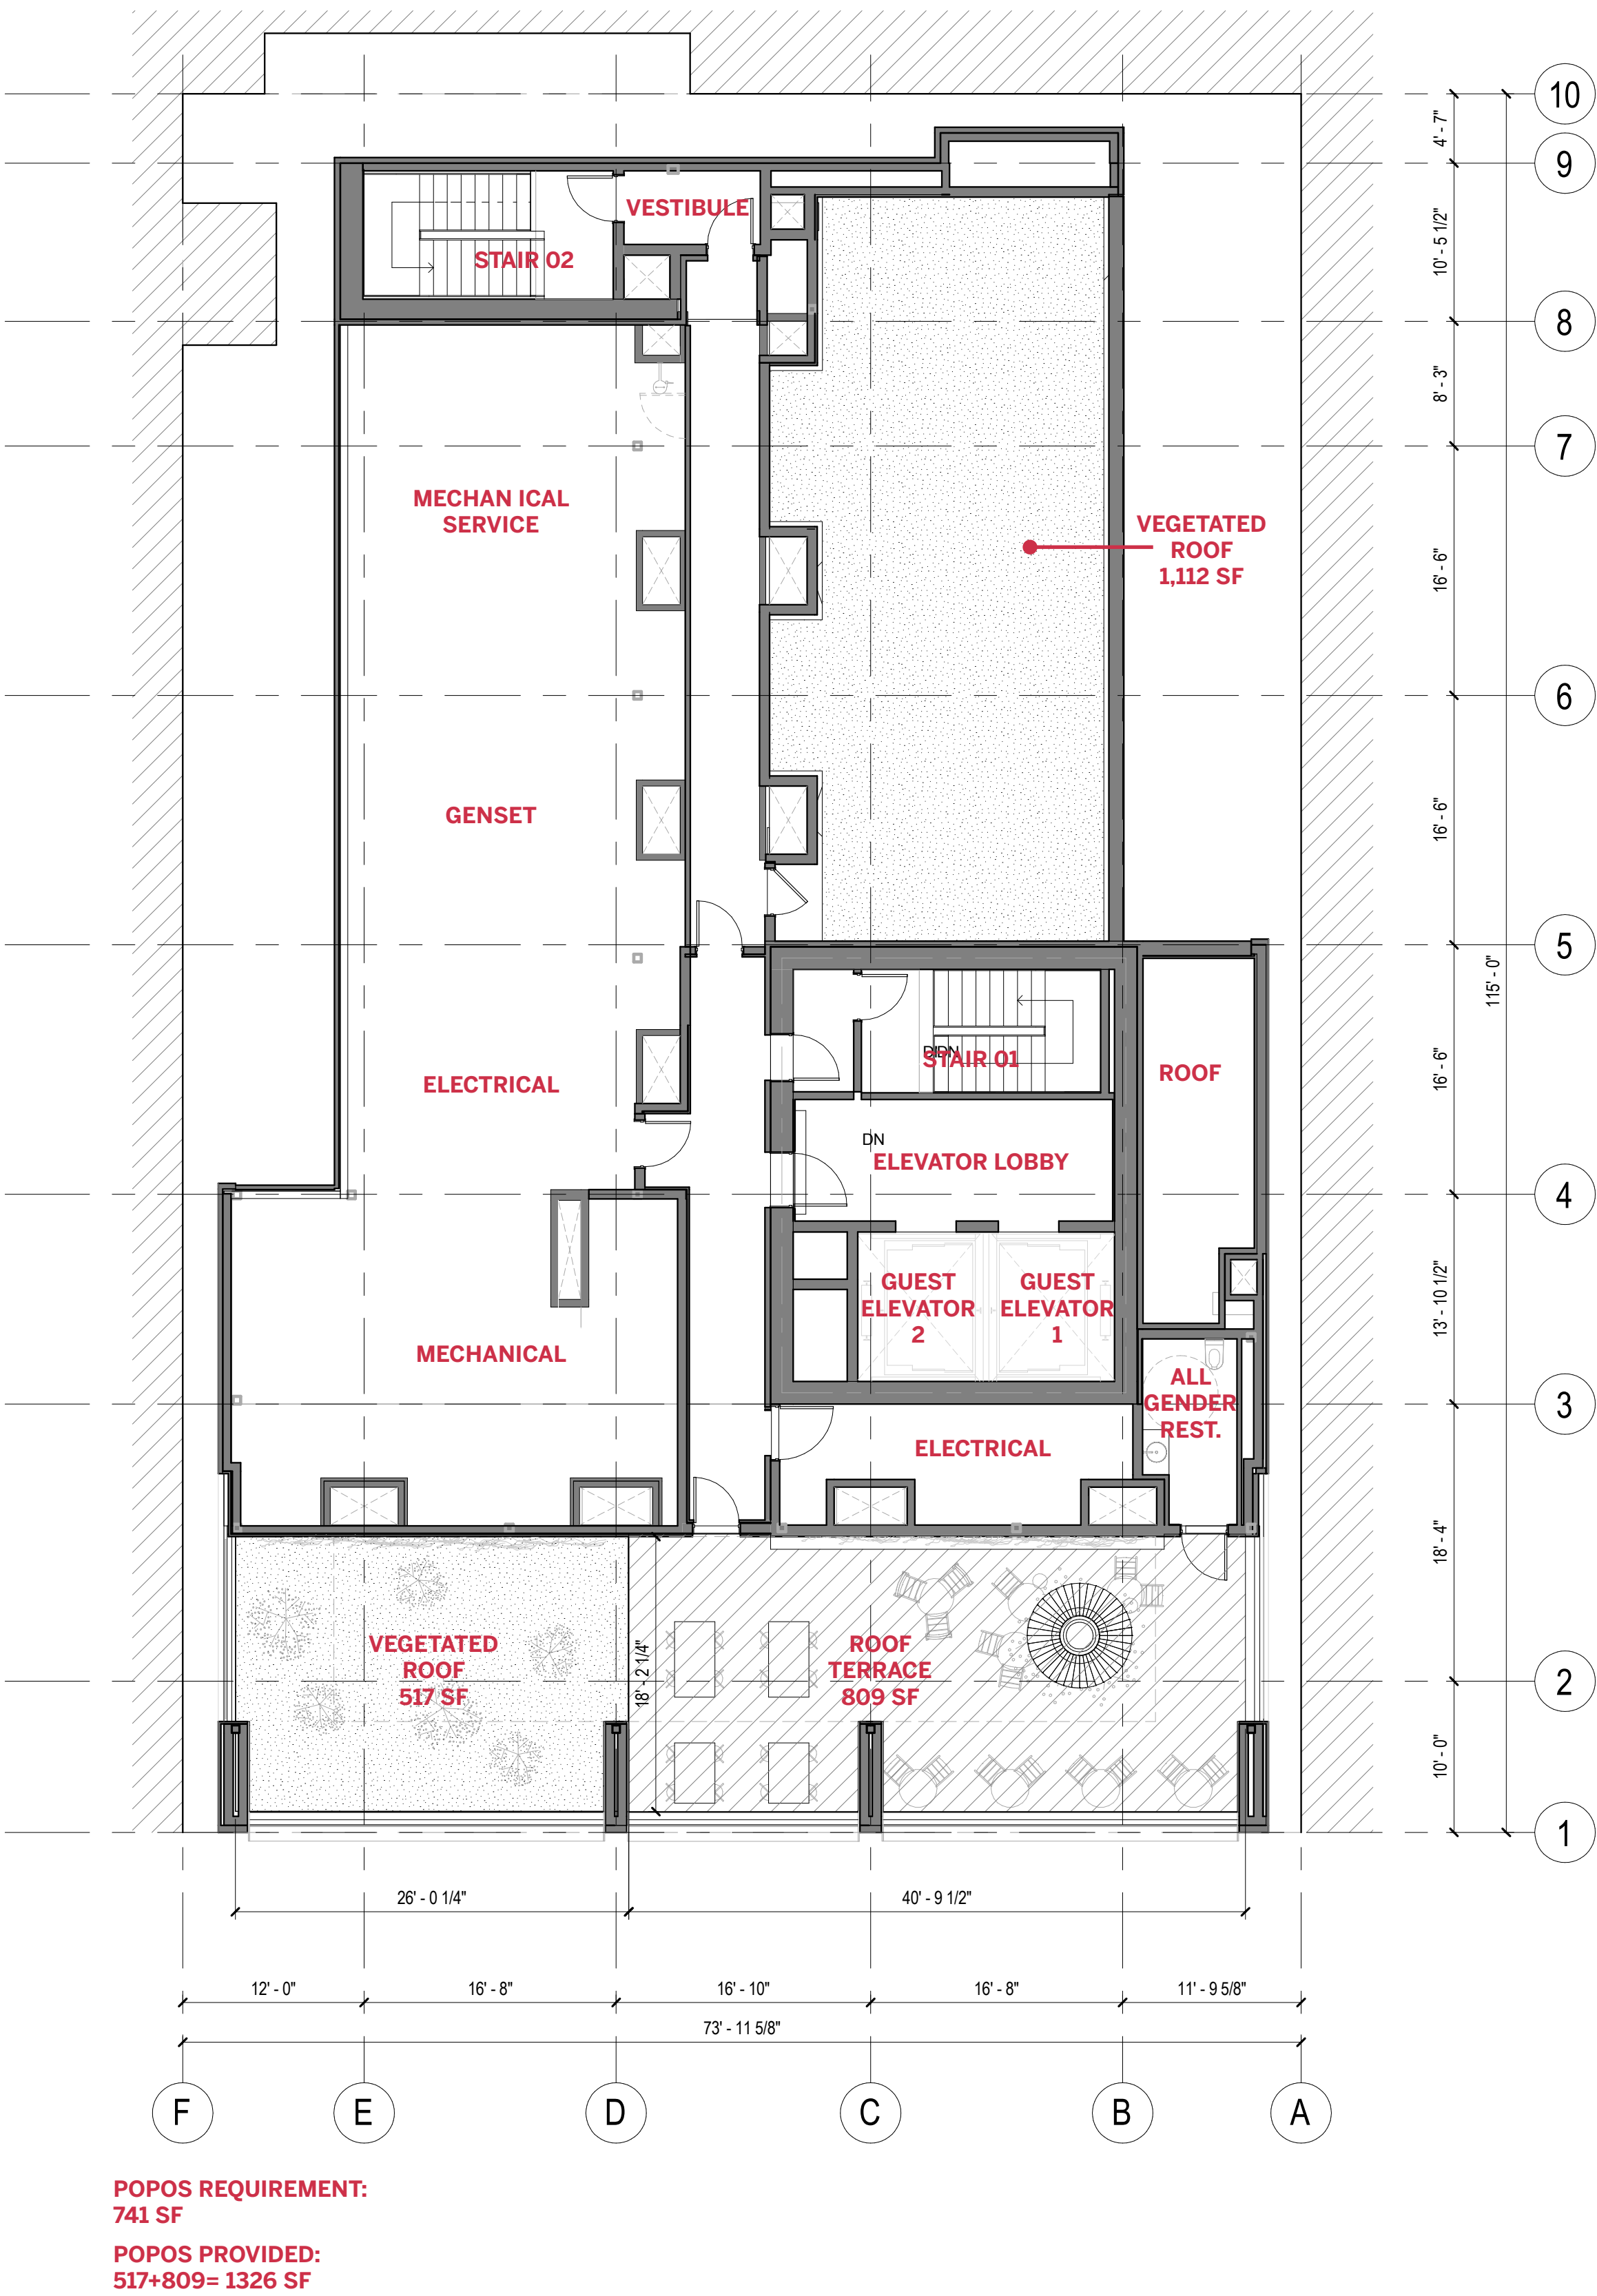 10
4' - 7"
9
VESTIBULE
10' - 5 1/2"
STAIR 02
8
8' - 3"
7
MECHAN ICAL
SERVICE
VEGETATED
ROOF
1,112 SF
16' - 6"
6
GENSET
16' - 6"
5
115' - 0"
DN
STAIR 01
ROOF
16' - 6"
ELECTRICAL
DN
ELEVATOR LOBBY
4
GUEST
ELEVATOR
2
GUEST
ELEVATOR
1
13' - 10 1/2"
MECHANICAL
ALL
GENDER
REST.
3
ELECTRICAL
18' - 4"
VEGETATED
ROOF
517 SF
18' - 2 1/4"
ROOF
TERRACE
809 SF
2
10' - 0"
1
26' - 0 1/4"
40' - 9 1/2"
12' - 0"
16' - 8"
16' - 10"
16' - 8"
11' - 9 5/8"
73' - 11 5/8"
F
E
D
C
B
A
POPOS REQUIREMENT:
741 SF
POPOS PROVIDED:
517+809= 1326 SF